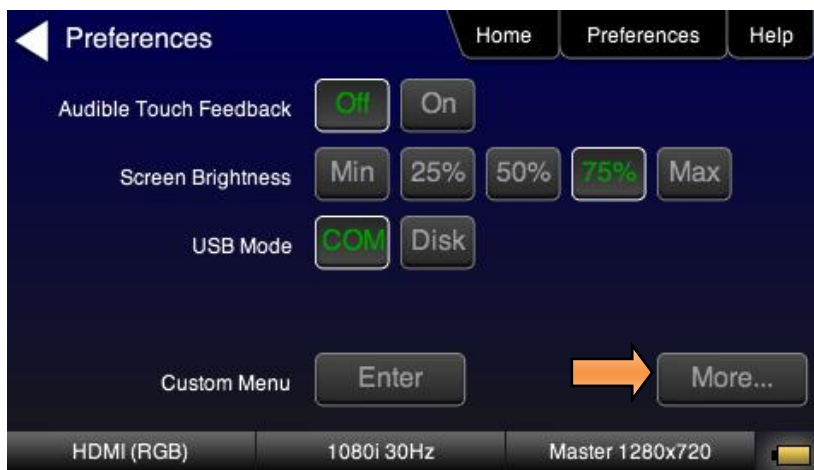 Preferences
Home Preferences Help
Audible Touch Feedback Off On
Screen Brightness Min 25% 50% 75% Max
USB Mode COM Disk
Custom Menu Enter More...
HDMI (RGB) 1080i 30Hz Master 1280x720